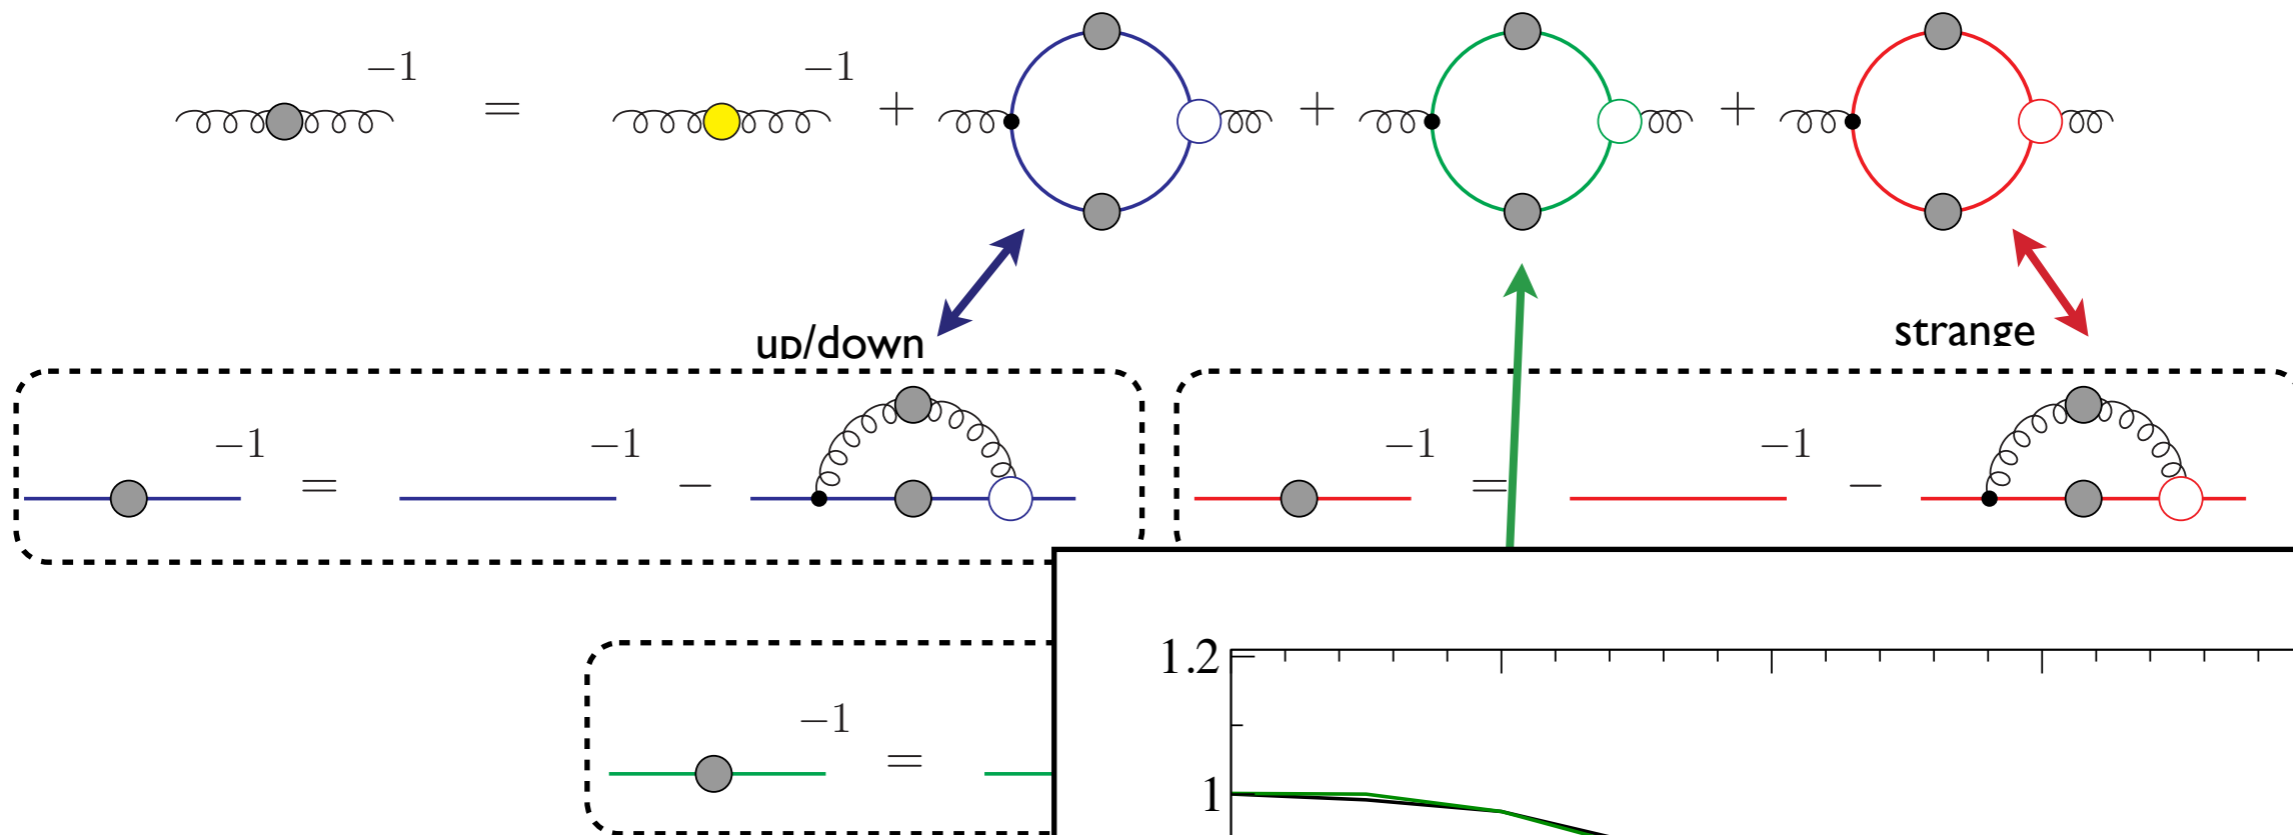 −1 = −1 + + +
up/down
strange
−1 = −1 −
−1 = −1 −
−1 =
1.2
1